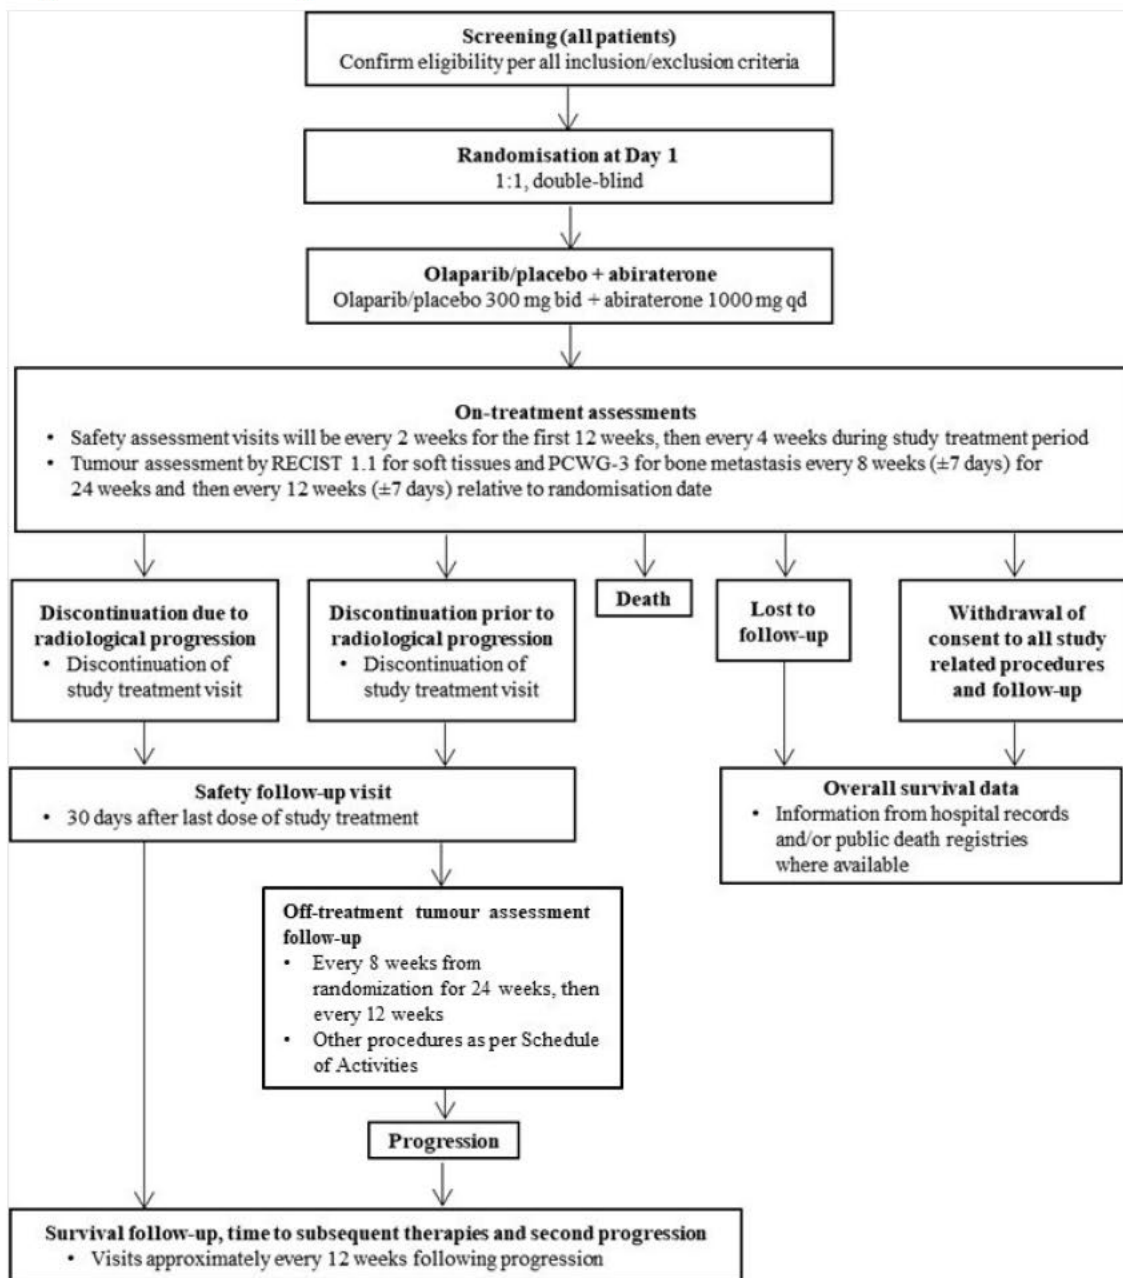 Screening (all patients)
Confirm eligibility per all inclusion/exclusion criteria
Randomisation at Day 1
1:1, double-blind
Olaparib/placebo + abiraterone
Olaparib/placebo 300 mg bid + abiraterone 1000 mg qd
On-treatment assessments
• Safety assessment visits will be every 2 weeks for the first 12 weeks, then every 4 weeks during study treatment period
• Tumour assessment by RECIST 1.1 for soft tissues and PCWG-3 for bone metastasis every 8 weeks (±7 days) for
24 weeks and then every 12 weeks (±7 days) relative to randomisation date
Discontinuation due to
radiological progression
• Discontinuation of
study treatment visit
Discontinuation prior to
radiological progression
• Discontinuation of
study treatment visit
Death
Lost to
follow-up
Withdrawal of
consent to all study
related procedures
and follow-up
Safety follow-up visit
• 30 days after last dose of study treatment
Overall survival data
• Information from hospital records
and/or public death registries
where available
Off-treatment tumour assessment
follow-up
• Every 8 weeks from
randomization for 24 weeks, then
every 12 weeks
• Other procedures as per Schedule
of Activities
Progression
Survival follow-up, time to subsequent therapies and second progression
• Visits approximately every 12 weeks following progression